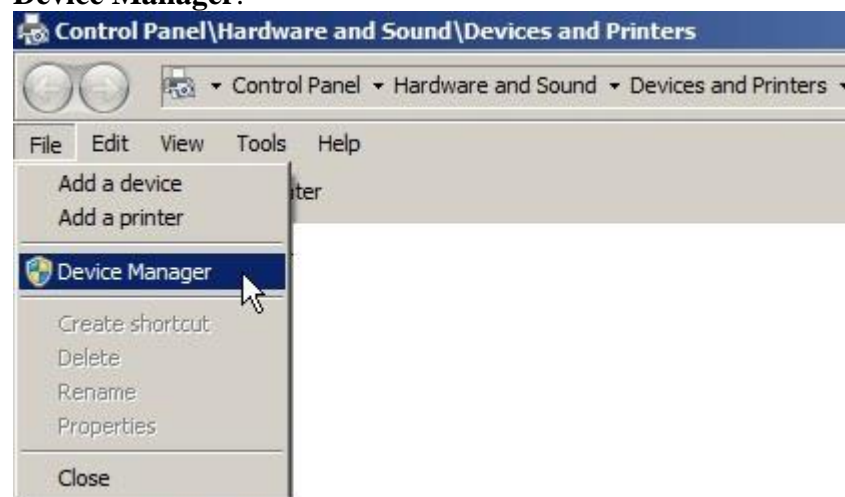 Device Manager.
Control Panel\Hardware and Sound\Devices and Printers
Control Panel Hardware and Sound Devices and Printers
File Edit View Tools Help
Add a device
ter
Add a printer
Device Manager
Create shortcut
Delete
Rename
Properties
Close